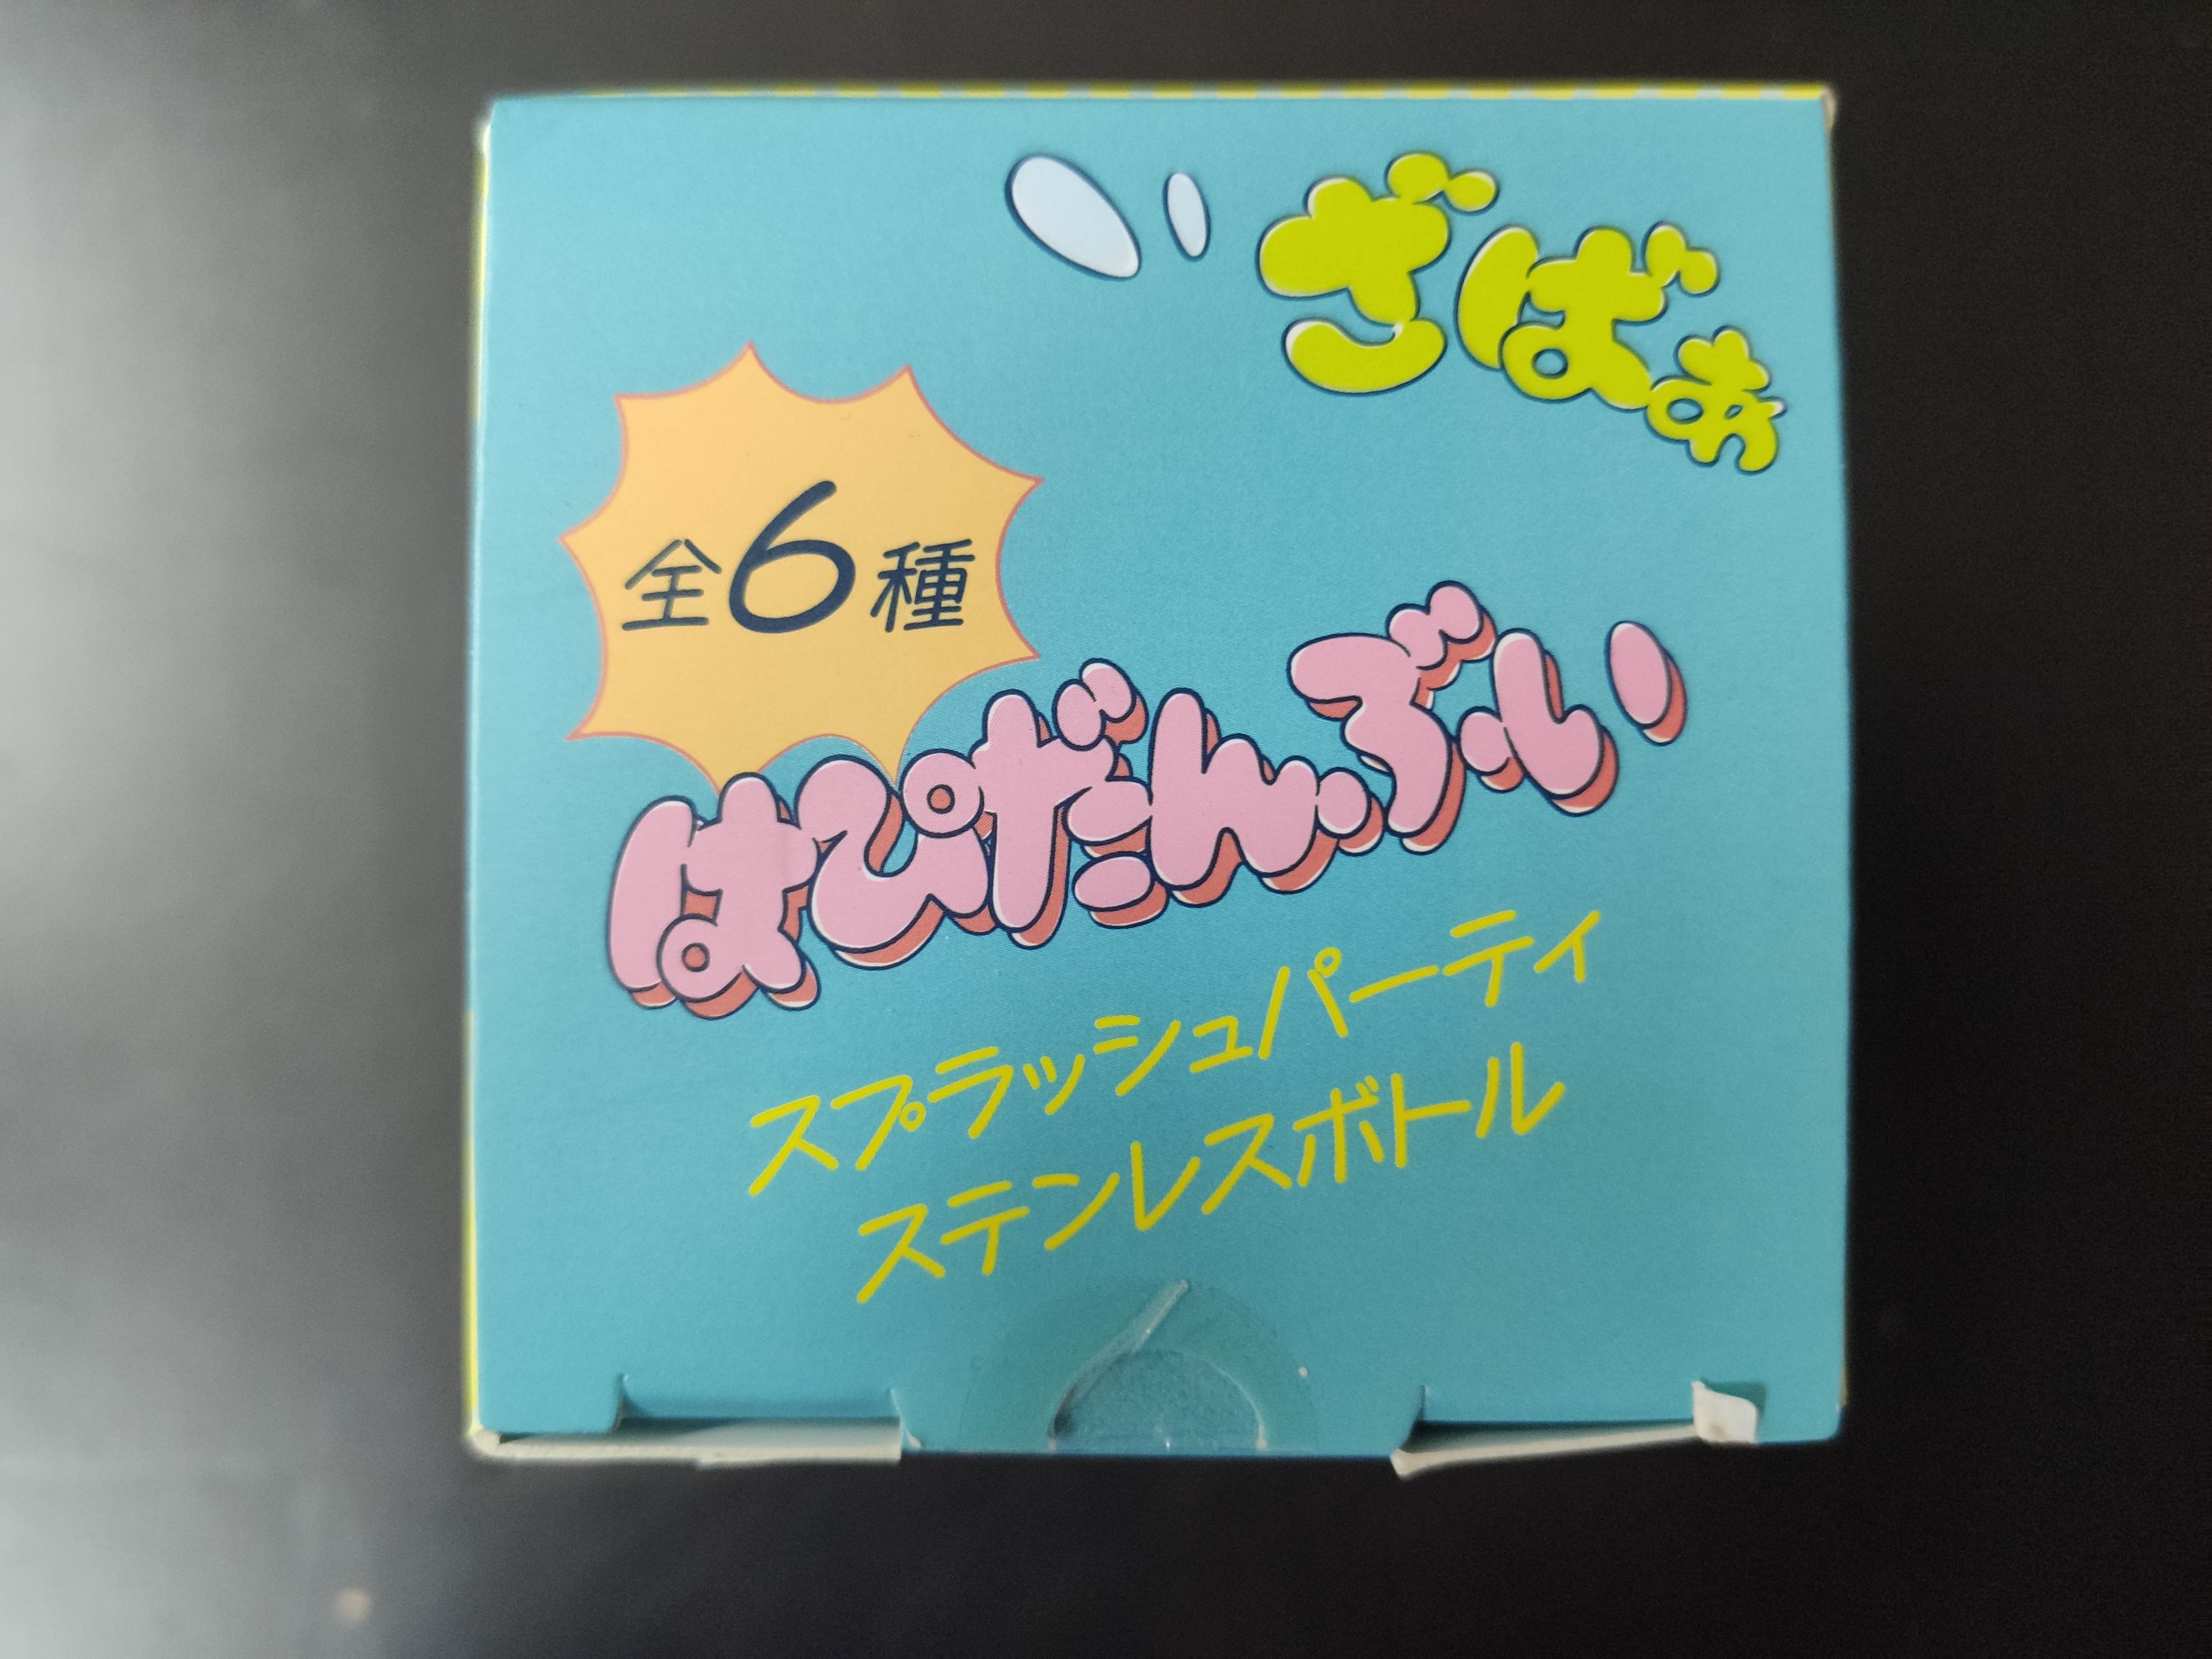 ざばぁ
全6種
はぴだんぶい
スプラッシュパーティ
ステンレスボトル